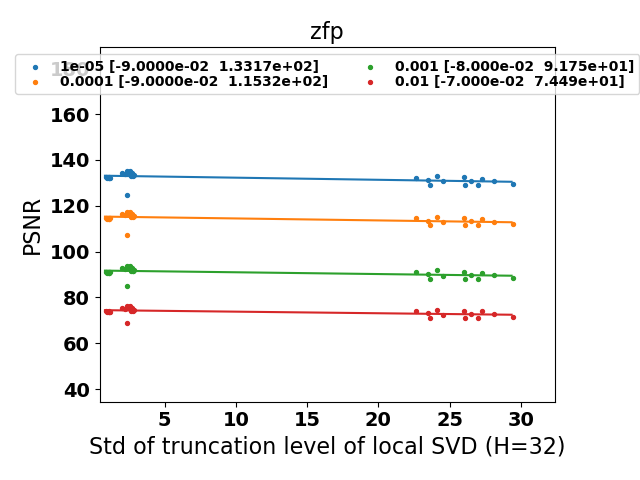 zfp
1e-05 [-9.0000e-02  1.3317e+02]
0.0001 [-9.0000e-02  1.1532e+02]
0.001 [-8.000e-02  9.175e+01]
0.01 [-7.000e-02  7.449e+01]
180
160
140
120
100
80
60
40
PSNR
5 10 15 20 25 30
Std of truncation level of local SVD (H=32)